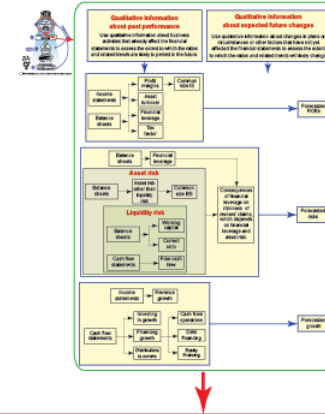 Qualitative information
about past performance
Use qualitative information about business
activities that already affected the financial
statements to assess the extent to which the ratios
and related trends are likely to persist in the future.
Qualitative information
about expected future changes
Use qualitative information about changes in plans or
circumstances or other factors that have not yet
affected the financial statements to assess the extent
to which the ratios and related trends will likely change
Income
statements
Balance
sheets
Profit
margins
Asset
turnover
Financial
leverage
Tax
factor
Common
size IS
Forecasted
ROEs
Balance
sheets
Financial
leverage
Asset risk
Balance
sheets
Asset risk
other than
liquidity
risk
Common
size BS
Liquidity risk
Balance
sheets
Working
capital
Current
ratio
Cash flow
statements
Free cash
flow
Consequences
of financial
leverage on
riskiness of
owners' claims,
which depends
on financial
leverage and
asset risk.
Forecasted
risks
Income
statements
Revenue
growth
Cash flow
statements
Investing
in growth
Financing
growth
Distributions
to owners
Cash from
operations
Debt
financing
Equity
financing
Forecasted
growth